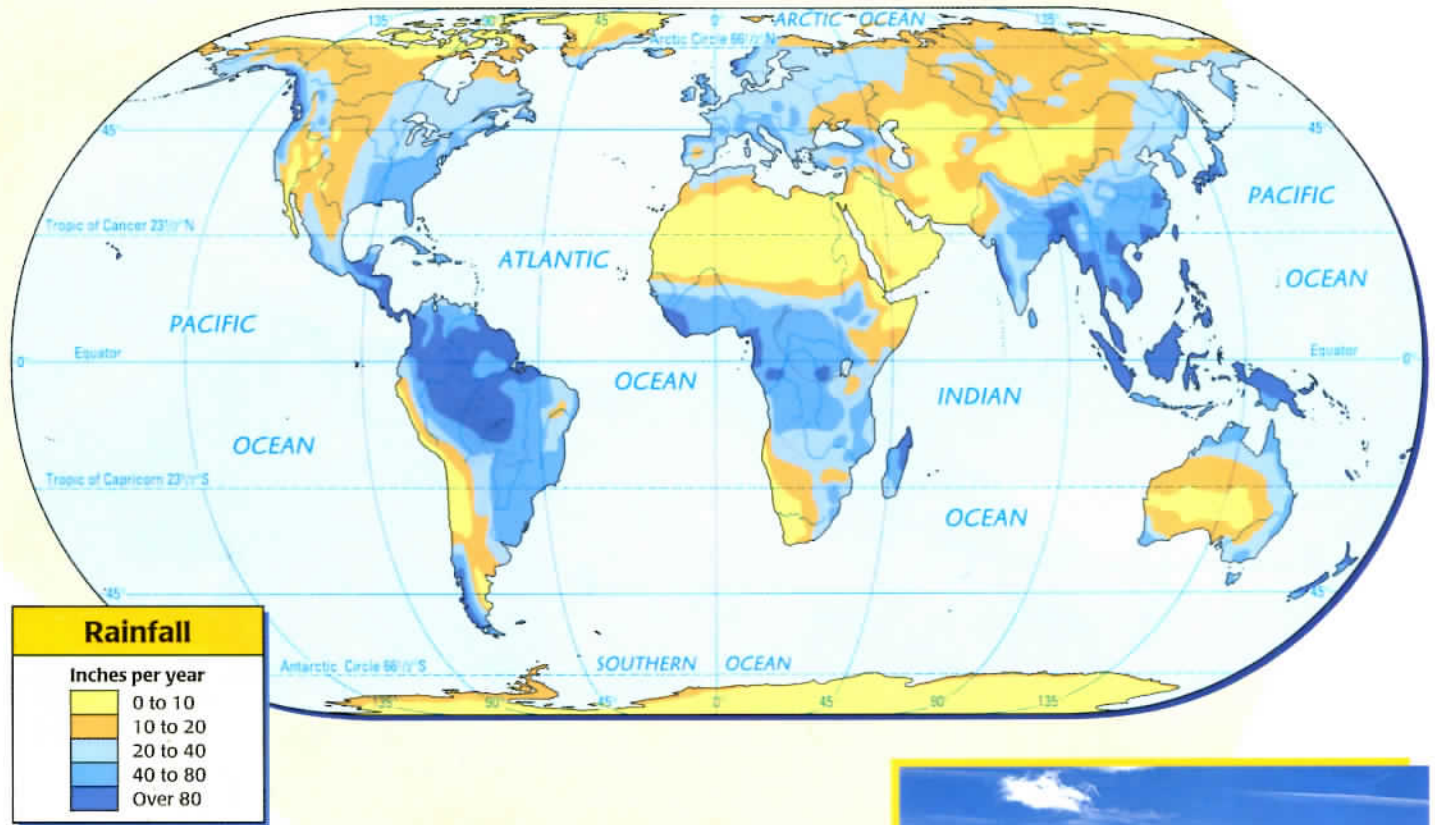 135 90 45 0° ARCTIC OCEAN 135°
Arctic Circle 66½°N
45° 45°
PACIFIC
Tropic of Cancer 23½°N
ATLANTIC
OCEAN
PACIFIC
Equator Equator
0° 0°
OCEAN
INDIAN
OCEAN
Tropic of Capricorn 23½°S
OCEAN
45° 45°
Rainfall
Inches per year
0 to 10
10 to 20
20 to 40
40 to 80
Over 80
Antarctic Circle 66½°S
SOUTHERN OCEAN
135 90 45° 0 45 90 135